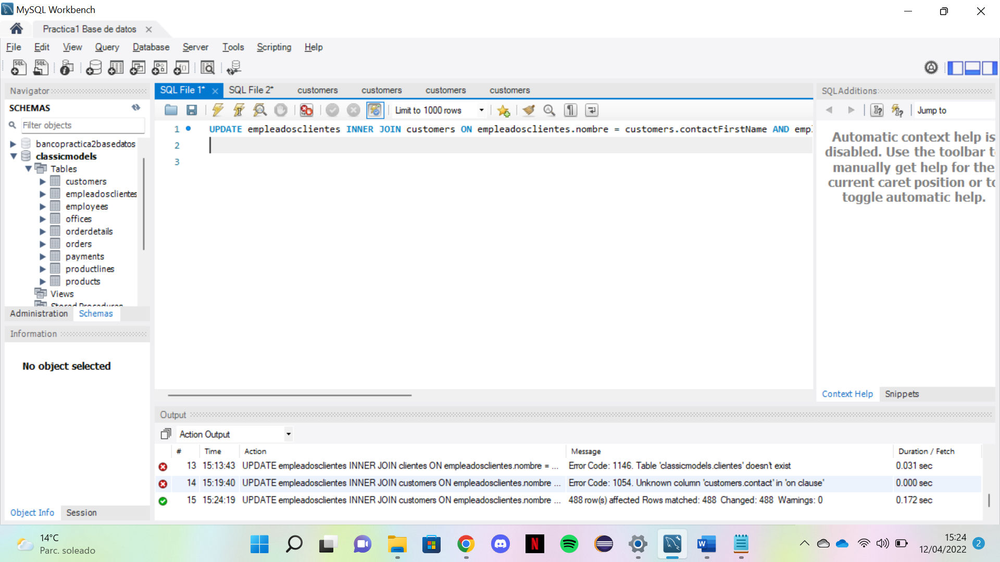 MySQL Workbench
Practica1 Base de datos
File Edit View Query Database Server Tools Scripting Help
Navigator
SCHEMAS
Filter objects
bancopractica2basedatos
classicmodels
Tables
customers
empleadosclientes
employees
offices
orderdetails
orders
payments
productlines
products
Views
Stored Procedures
Administration Schemas
Information
No object selected
Object Info Session
SQL File 1* SQL File 2* customers customers customers customers
Limit to 1000 rows
1 UPDATE empleadosclientes INNER JOIN customers ON empleadosclientes.nombre = customers.contactFirstName AND empl
2
3
SQLAdditions
Jump to
Automatic context help is
disabled. Use the toolbar t
manually get help for the
current caret position or to
toggle automatic help.
Context Help Snippets
Output
Action Output
# Time Action Message Duration / Fetch
13 15:13:43 UPDATE empleadosclientes INNER JOIN clientes ON empleadosclientes.nombre = ... Error Code: 1146. Table 'classicmodels.clientes' doesn't exist 0.031 sec
14 15:19:40 UPDATE empleadosclientes INNER JOIN customers ON empleadosclientes.nombre ... Error Code: 1054. Unknown column 'customers.contact' in 'on clause' 0.000 sec
15 15:24:19 UPDATE empleadosclientes INNER JOIN customers ON empleadosclientes.nombre ... 488 row(s) affected Rows matched: 488 Changed: 488 Warnings: 0 0.172 sec
14°C
Parc. soleado
15:24
12/04/2022
2